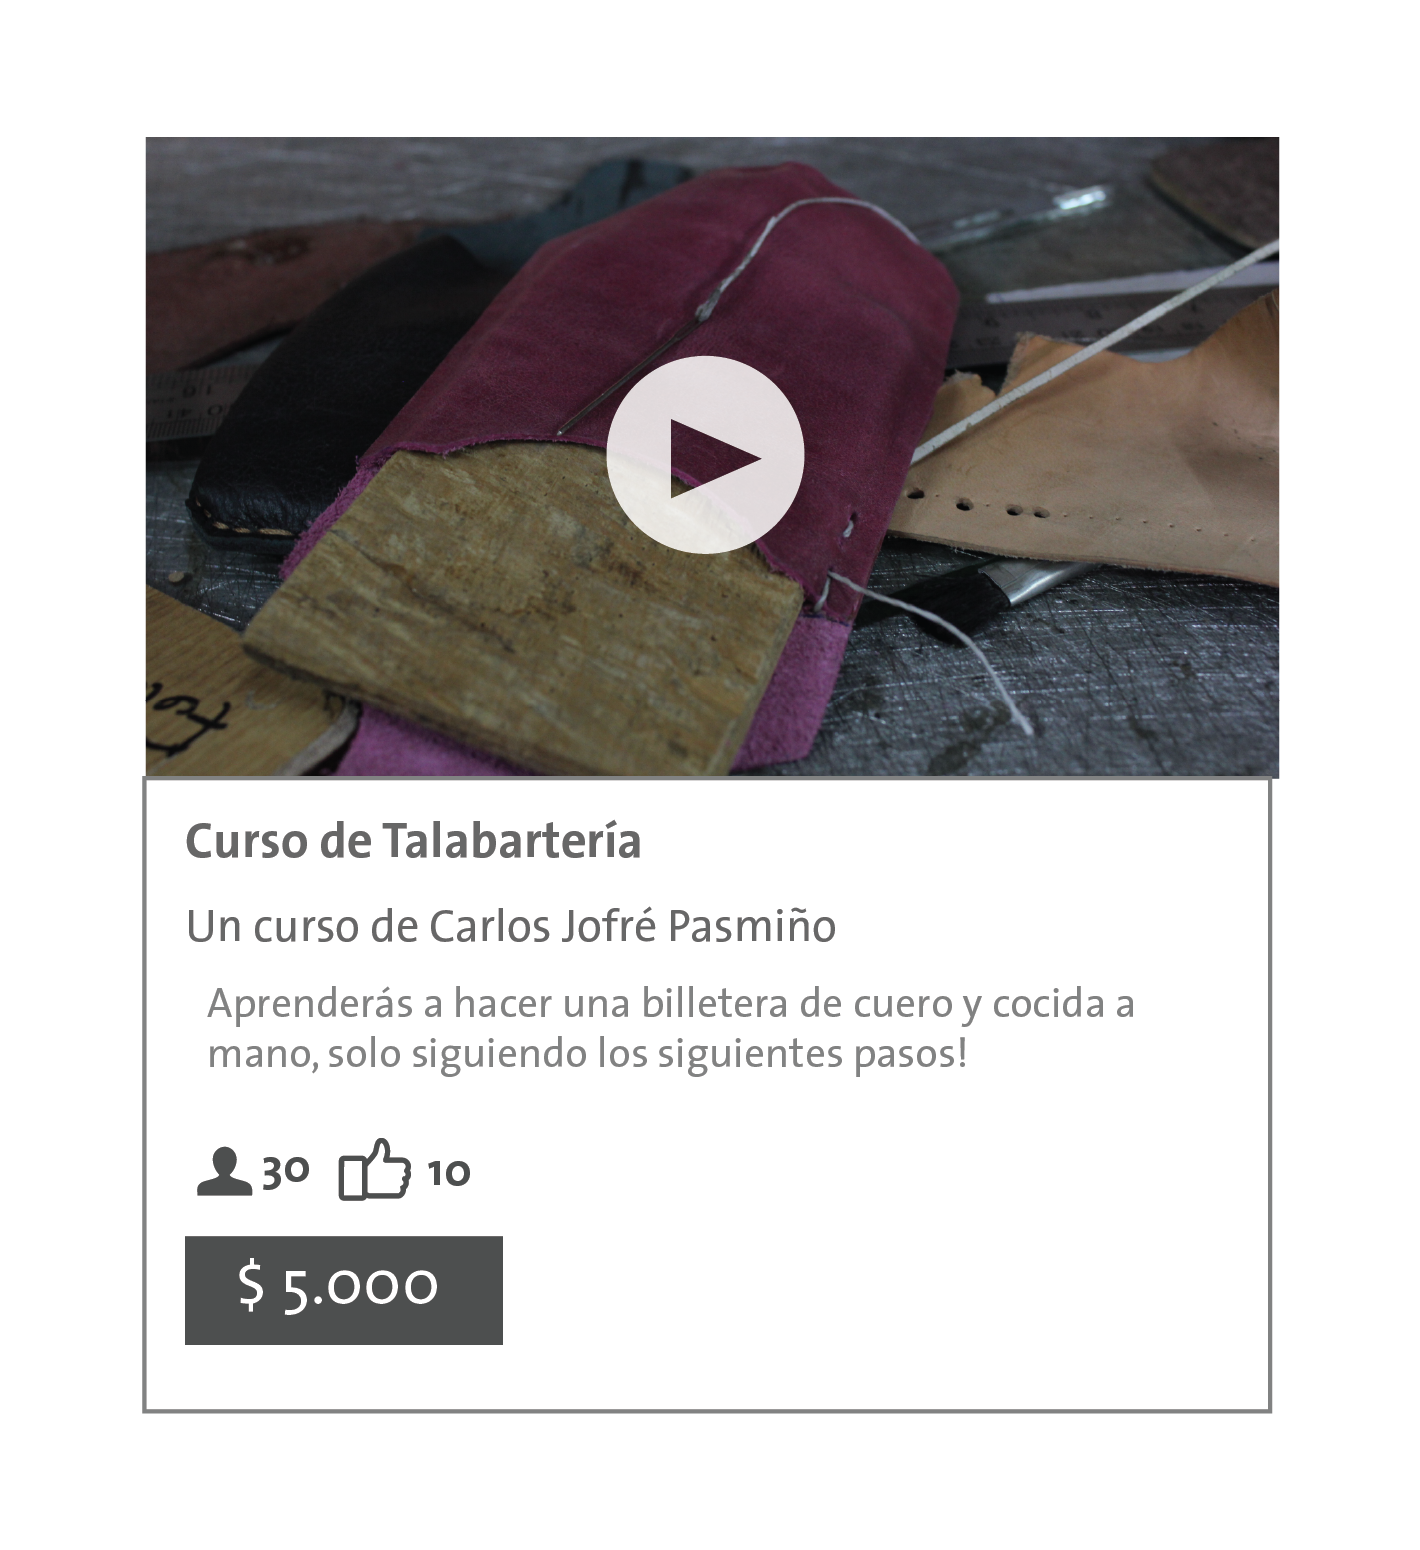 Curso de Talabartería
Un curso de Carlos Jofré Pasmiño
Aprenderás a hacer una billetera de cuero y cocida a
mano, solo siguiendo los siguientes pasos!
30 10
$ 5.000